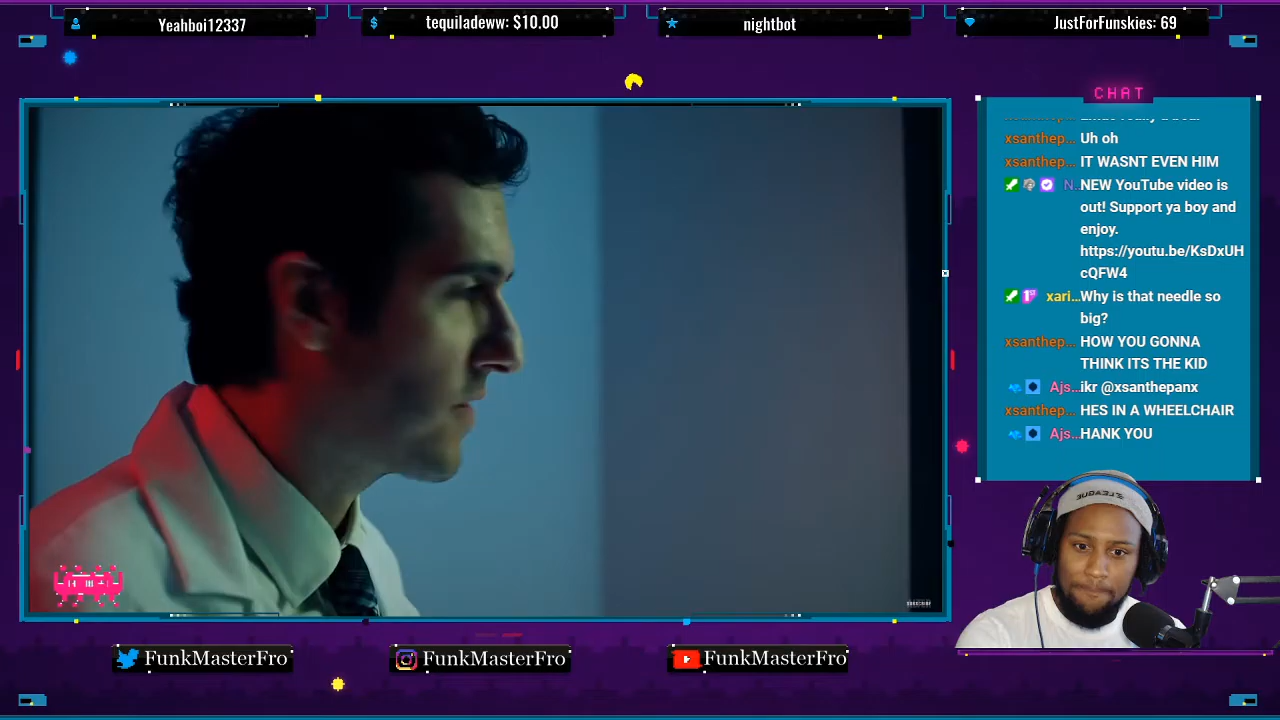 Yeahboi12337
tequiladeww: $10.00
nightbot
JustForFunskies: 69
CHAT
xsanthep... Uh oh
xsanthep... IT WASNT EVEN HIM
N.. NEW YouTube video is
out! Support ya boy and
enjoy.
https://youtu.be/KsDxUH
cQFW4
xari... Why is that needle so
big?
xsanthep... HOW YOU GONNA
THINK ITS THE KID
Ajs... ikr @xsanthepanx
xsanthep... HES IN A WHEELCHAIR
Ajs... HANK YOU
FunkMasterFro
FunkMasterFro
FunkMasterFro